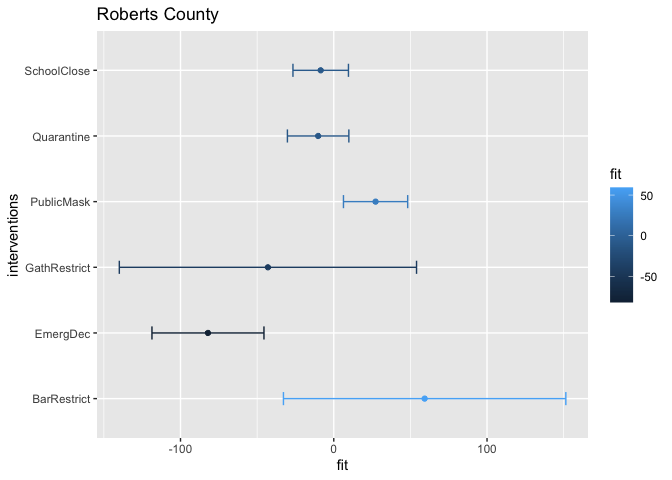 Roberts County
interventions
SchoolClose
Quarantine
PublicMask
GathRestrict
EmergDec
BarRestrict
-100
0
100
fit
fit
50
0
-50